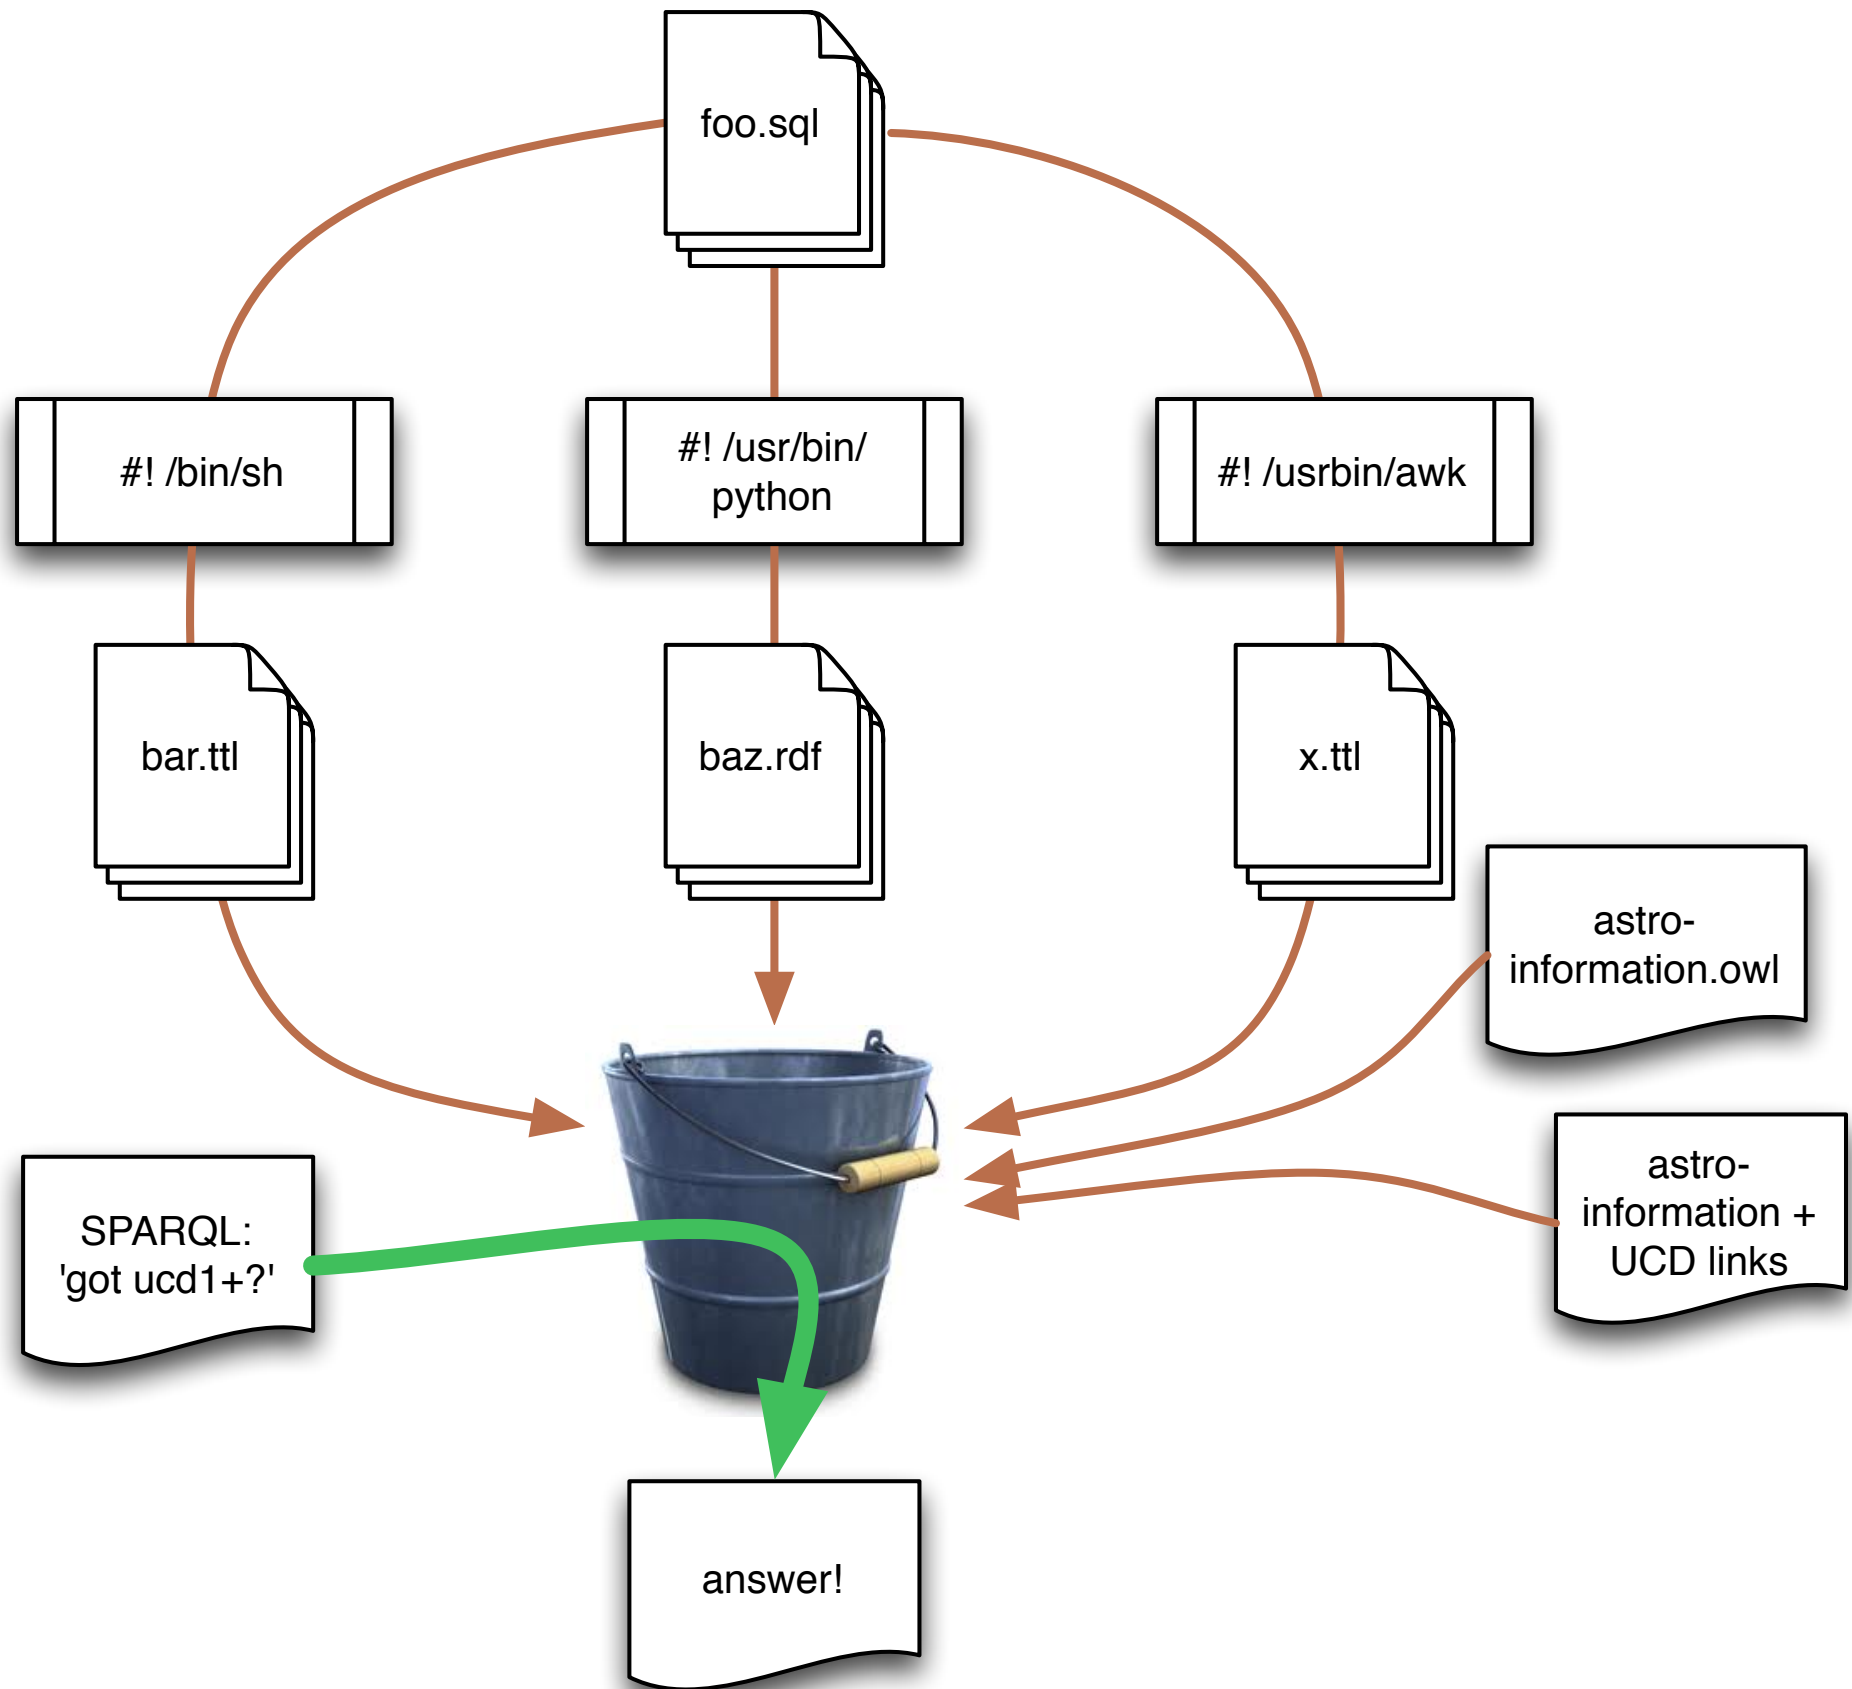 foo.sql
#! /bin/sh
#! /usr/bin/
python
#! /usrbin/awk
bar.ttl
baz.rdf
x.ttl
astro-
information.owl
astro-
information +
UCD links
SPARQL:
'got ucd1+?'
answer!